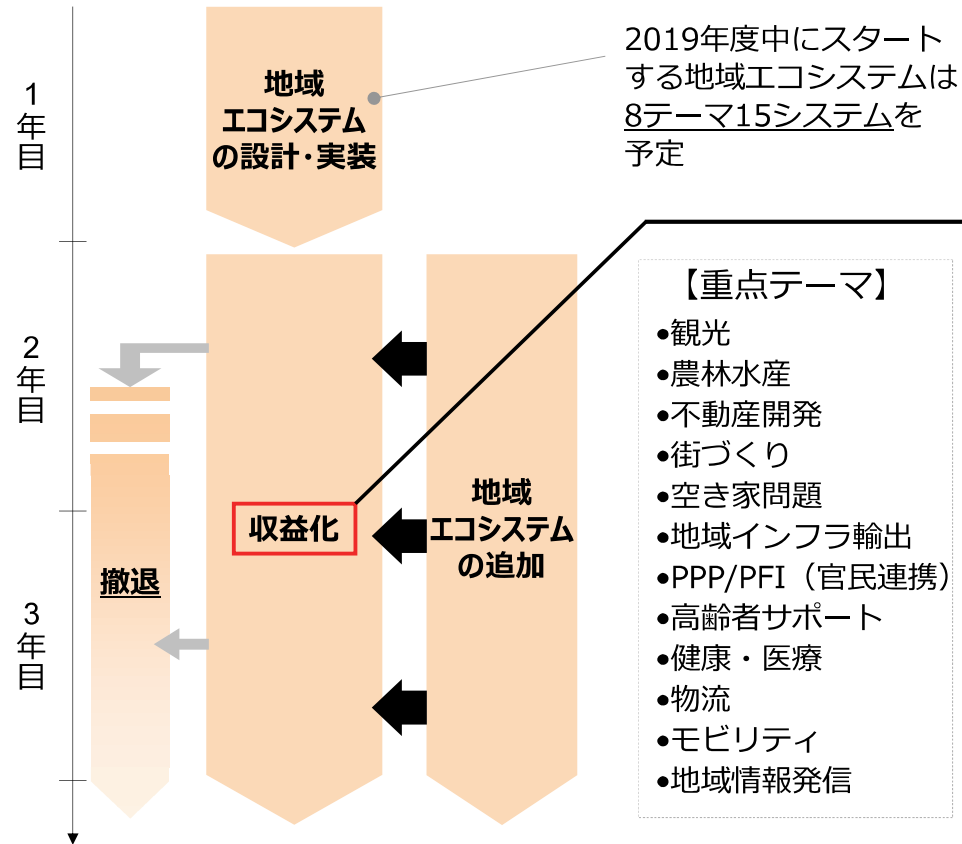 1年目
地域
エコシステム
の設計・実装
2019年度中にスタート
する地域エコシステムは
8テーマ15システムを
予定
2年目
3年目
撤退
収益化
地域
エコシステム
の追加
【重点テーマ】
•観光
•農林水産
•不動産開発
•街づくり
•空き家問題
•地域インフラ輸出
•PPP/PFI（官民連携）
•高齢者サポート
•健康・医療
•物流
•モビリティ
•地域情報発信